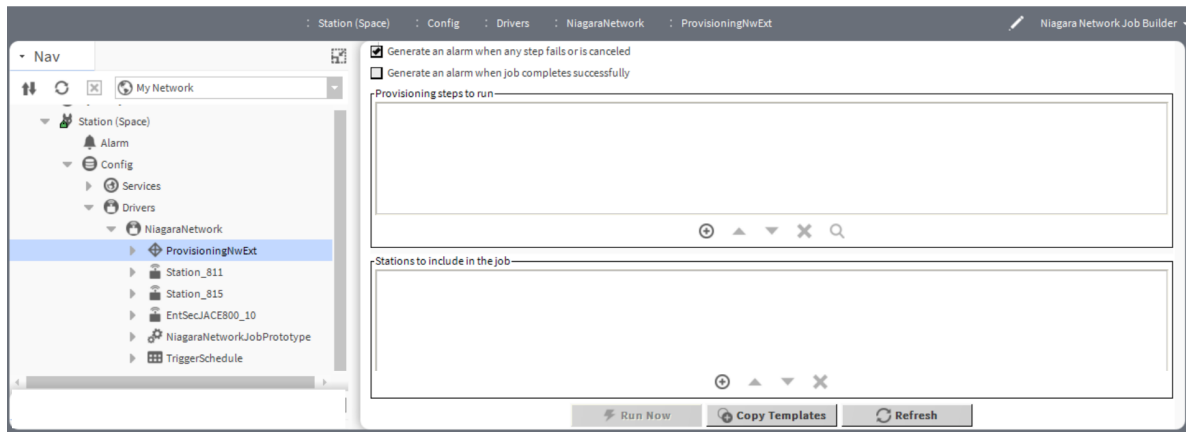 : Station (Space) : Config : Drivers : NiagaraNetwork : ProvisioningNwExt Niagara Network Job Builder
Nav
My Network
Station (Space)
Alarm
Config
Services
Drivers
NiagaraNetwork
ProvisioningNwExt
Station_811
Station_815
EntSecJACE800_10
NiagaraNetworkJobPrototype
TriggerSchedule
Generate an alarm when any step fails or is canceled
Generate an alarm when job completes successfully
Provisioning steps to run
Stations to include in the job
Run Now Copy Templates Refresh